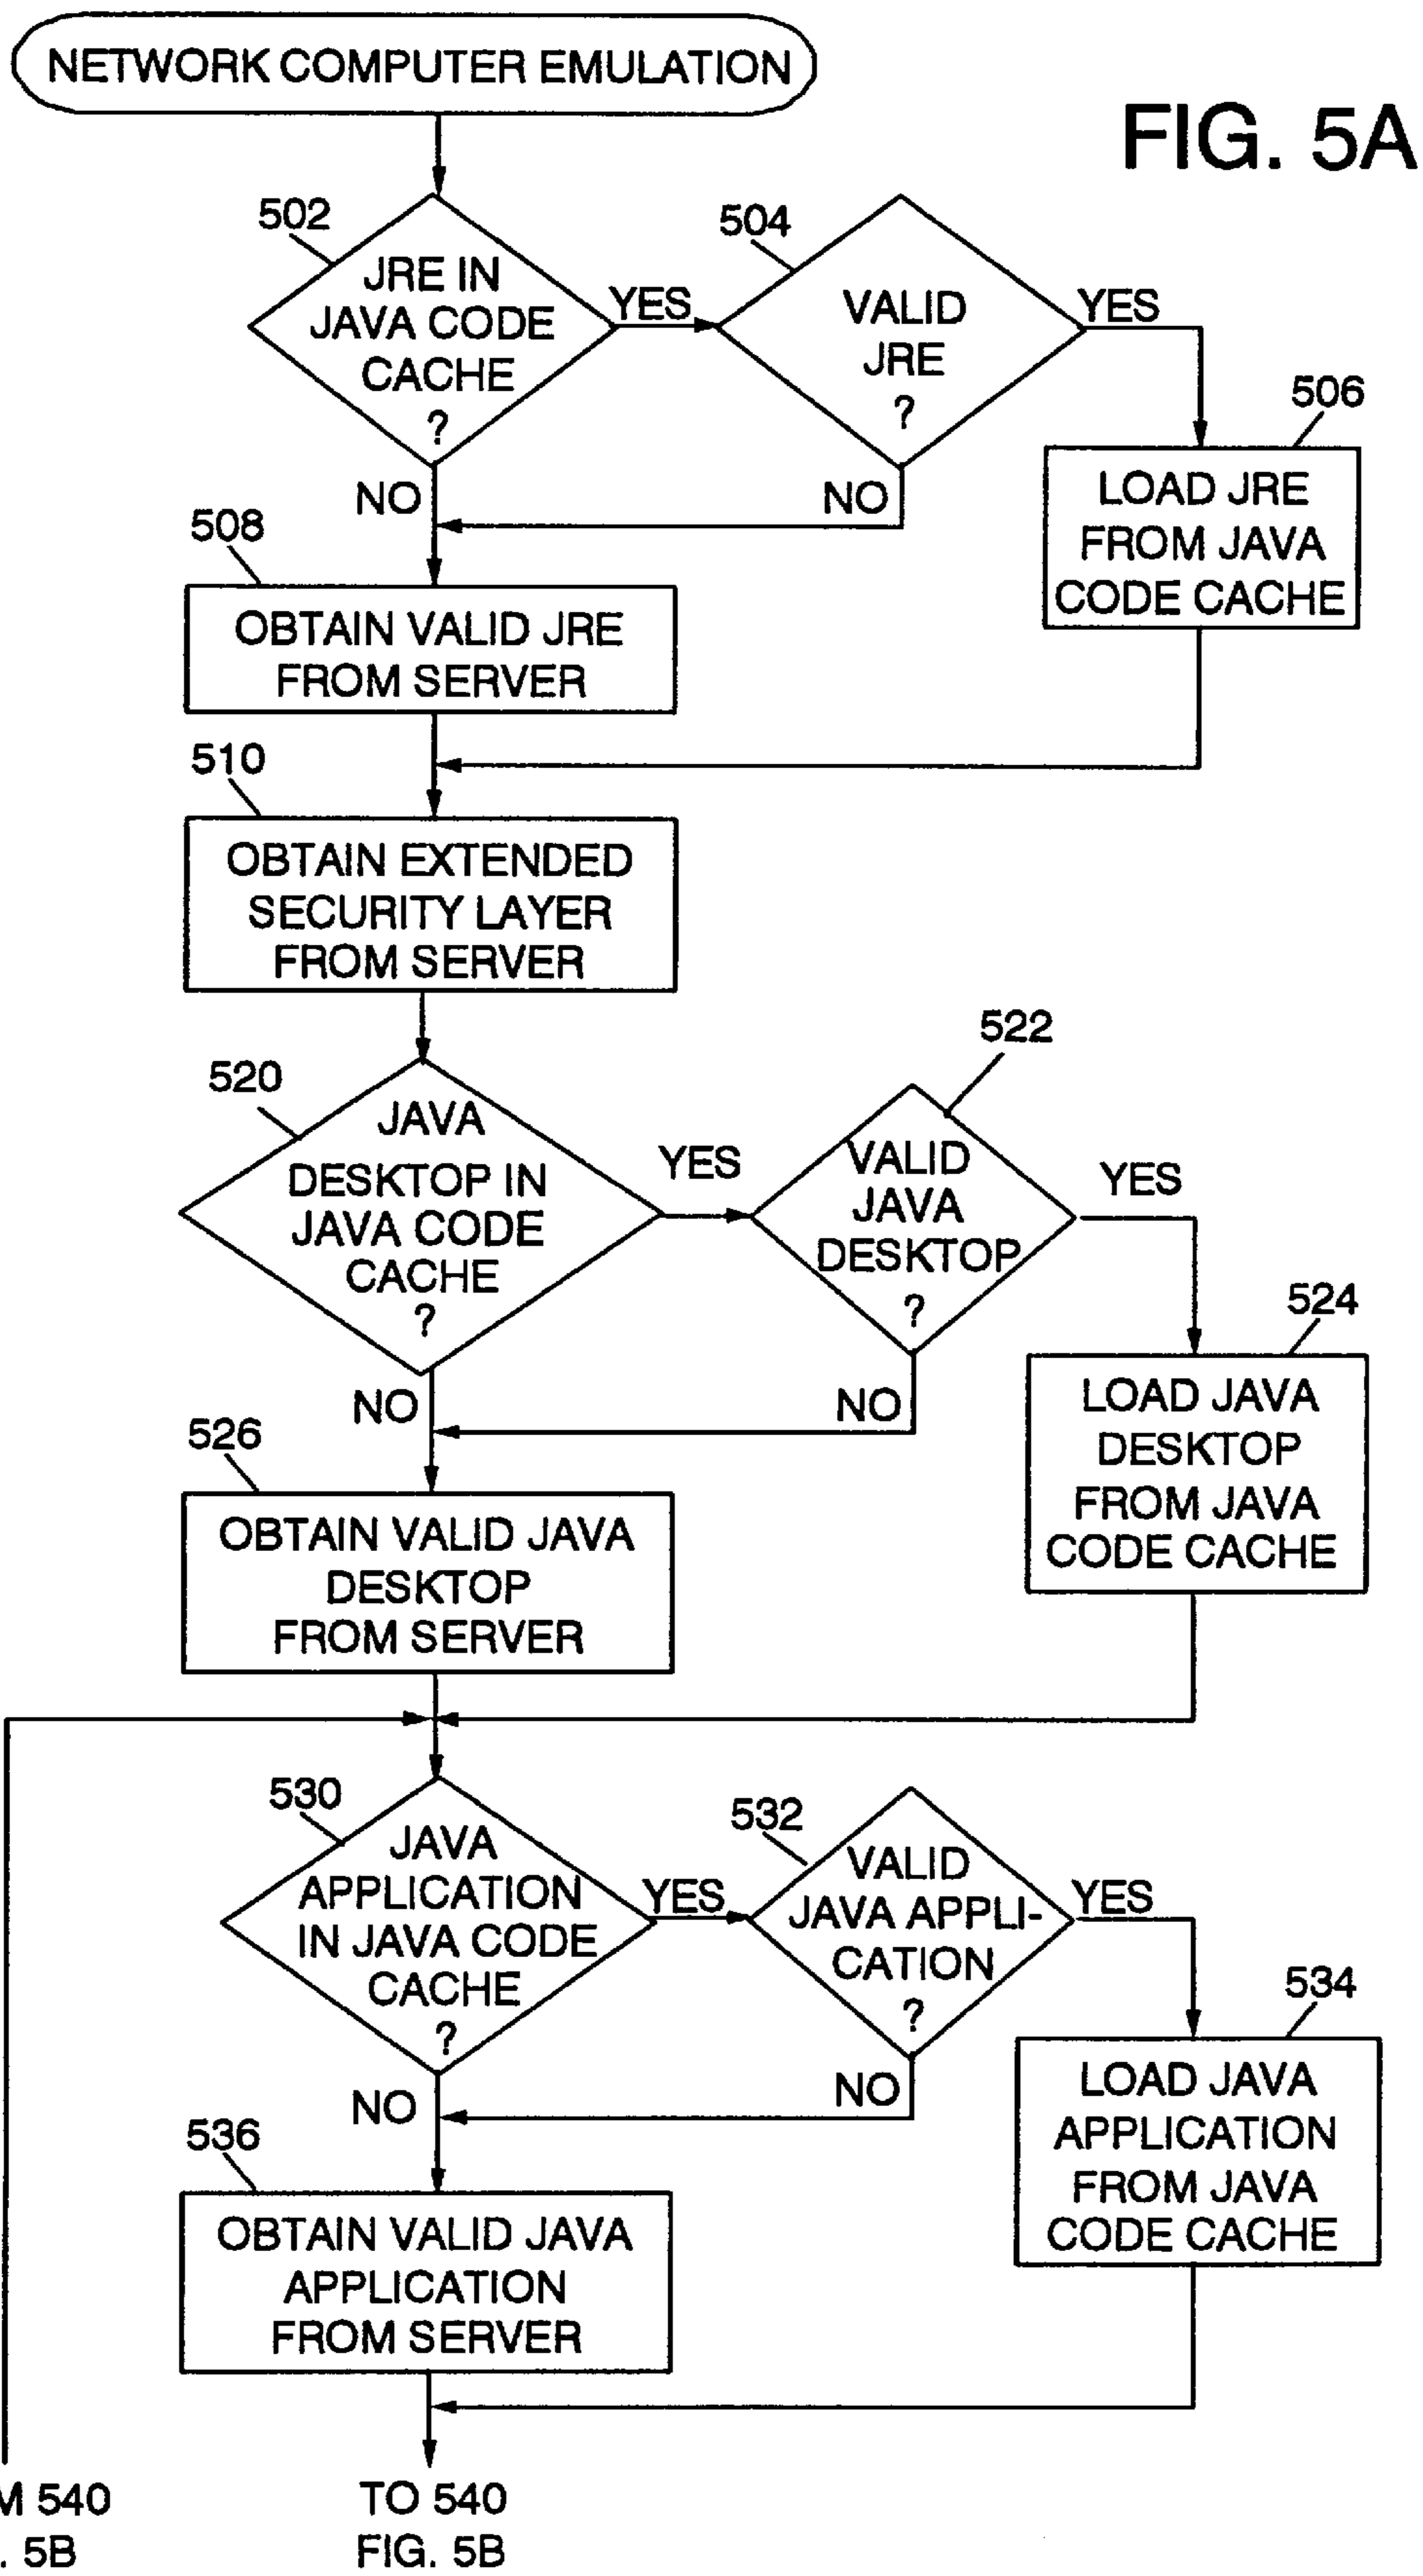 NETWORK COMPUTER EMULATION
FIG. 5A
502
JRE IN
JAVA CODE
CACHE
?
YES
NO
504
VALID
JRE
?
YES
NO
506
LOAD JRE
FROM JAVA
CODE CACHE
508
OBTAIN VALID JRE
FROM SERVER
510
OBTAIN EXTENDED
SECURITY LAYER
FROM SERVER
520
JAVA
DESKTOP IN
JAVA CODE
CACHE
?
YES
NO
522
VALID
JAVA
DESKTOP
?
YES
NO
524
LOAD JAVA
DESKTOP
FROM JAVA
CODE CACHE
526
OBTAIN VALID JAVA
DESKTOP
FROM SERVER
530
JAVA
APPLICATION
IN JAVA CODE
CACHE
?
YES
NO
532
VALID
JAVA APPLI-
CATION
?
YES
NO
534
LOAD JAVA
APPLICATION
FROM JAVA
CODE CACHE
536
OBTAIN VALID JAVA
APPLICATION
FROM SERVER
M 540
. 5B
TO 540
FIG. 5B